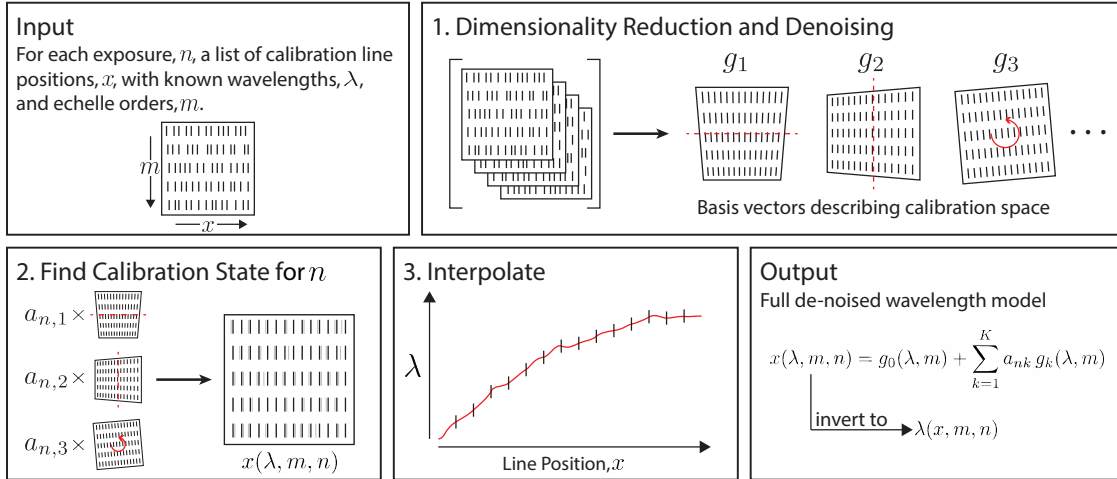 Input
For each exposure, n, a list of calibration line
positions, x, with known wavelengths, λ,
and echelle orders, m.
m
x
1. Dimensionality Reduction and Denoising
g₁ g₂ g₃
...
Basis vectors describing calibration space
2. Find Calibration State for n
aₙ,₁ ×
aₙ,₂ ×
aₙ,₃ ×
x(λ, m, n)
3. Interpolate
λ
Line Position, x
Output
Full de-noised wavelength model
x(λ, m, n) = g₀(λ, m) + ∑_{k=1}^{K} aₙₖ gₖ(λ, m)
invert to
λ(x, m, n)